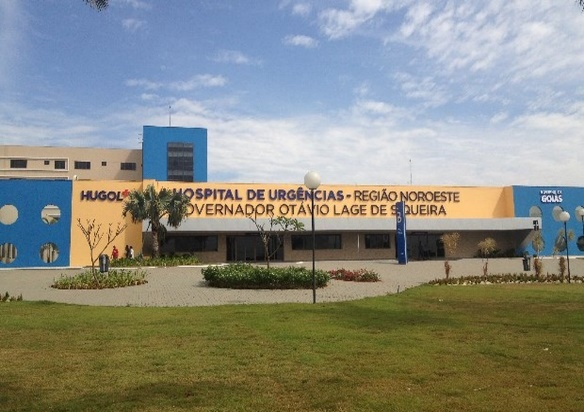 HUGOL
HOSPITAL DE URGÊNCIAS - REGIÃO NOROESTE
GOVERNADOR OTÁVIO LAGE DE SIQUEIRA
GOIÁS